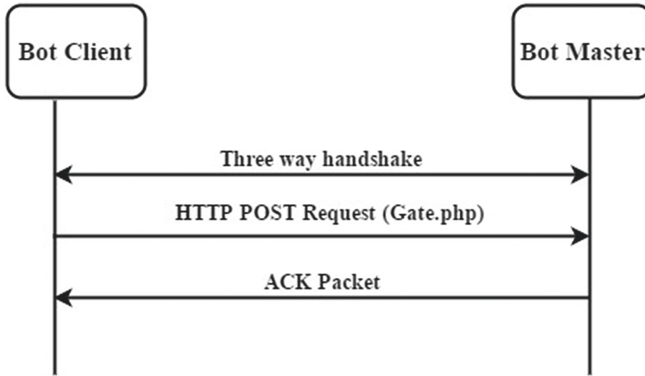 Bot Client
Bot Master
Three way handshake
HTTP POST Request (Gate.php)
ACK Packet